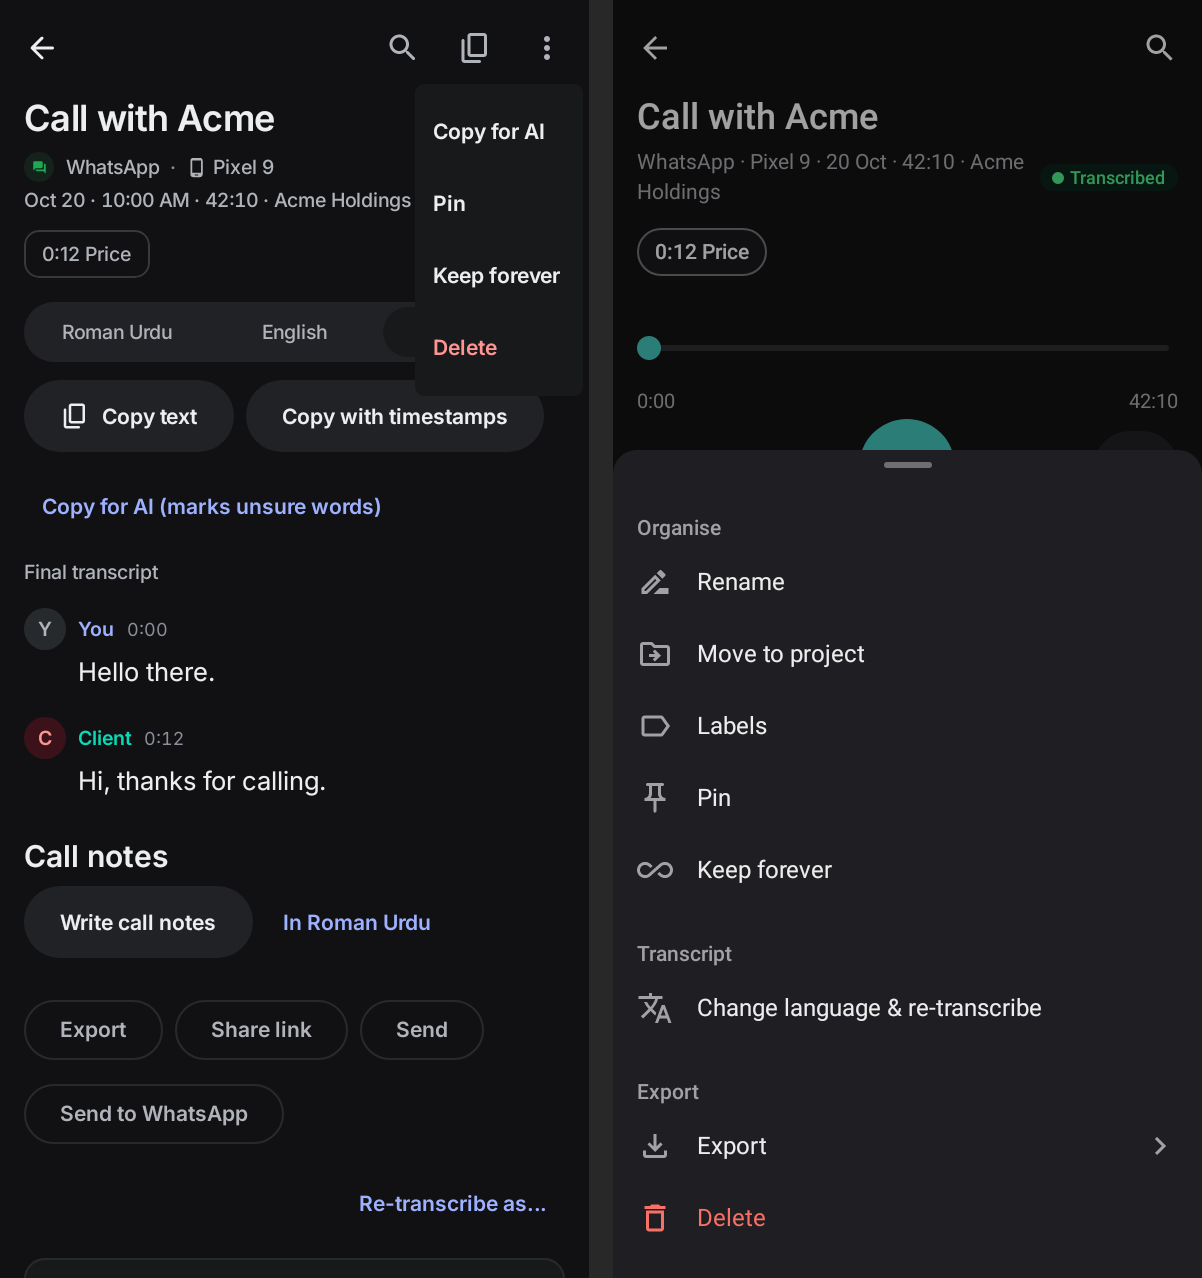 Call with Acme
WhatsApp · Pixel 9
Oct 20 · 10:00 AM · 42:10 · Acme Holdings
0:12 Price
Roman Urdu English
Copy for AI
Pin
Keep forever
Delete
Copy text Copy with timestamps
Copy for AI (marks unsure words)
Final transcript
Y You 0:00
Hello there.
C Client 0:12
Hi, thanks for calling.
Call notes
Write call notes In Roman Urdu
Export Share link Send
Send to WhatsApp
Re-transcribe as...
Call with Acme
WhatsApp · Pixel 9 · 20 Oct · 42:10 · Acme
Holdings
Transcribed
0:12 Price
0:00 42:10
Organise
Rename
Move to project
Labels
Pin
Keep forever
Transcript
Change language & re-transcribe
Export
Export
Delete